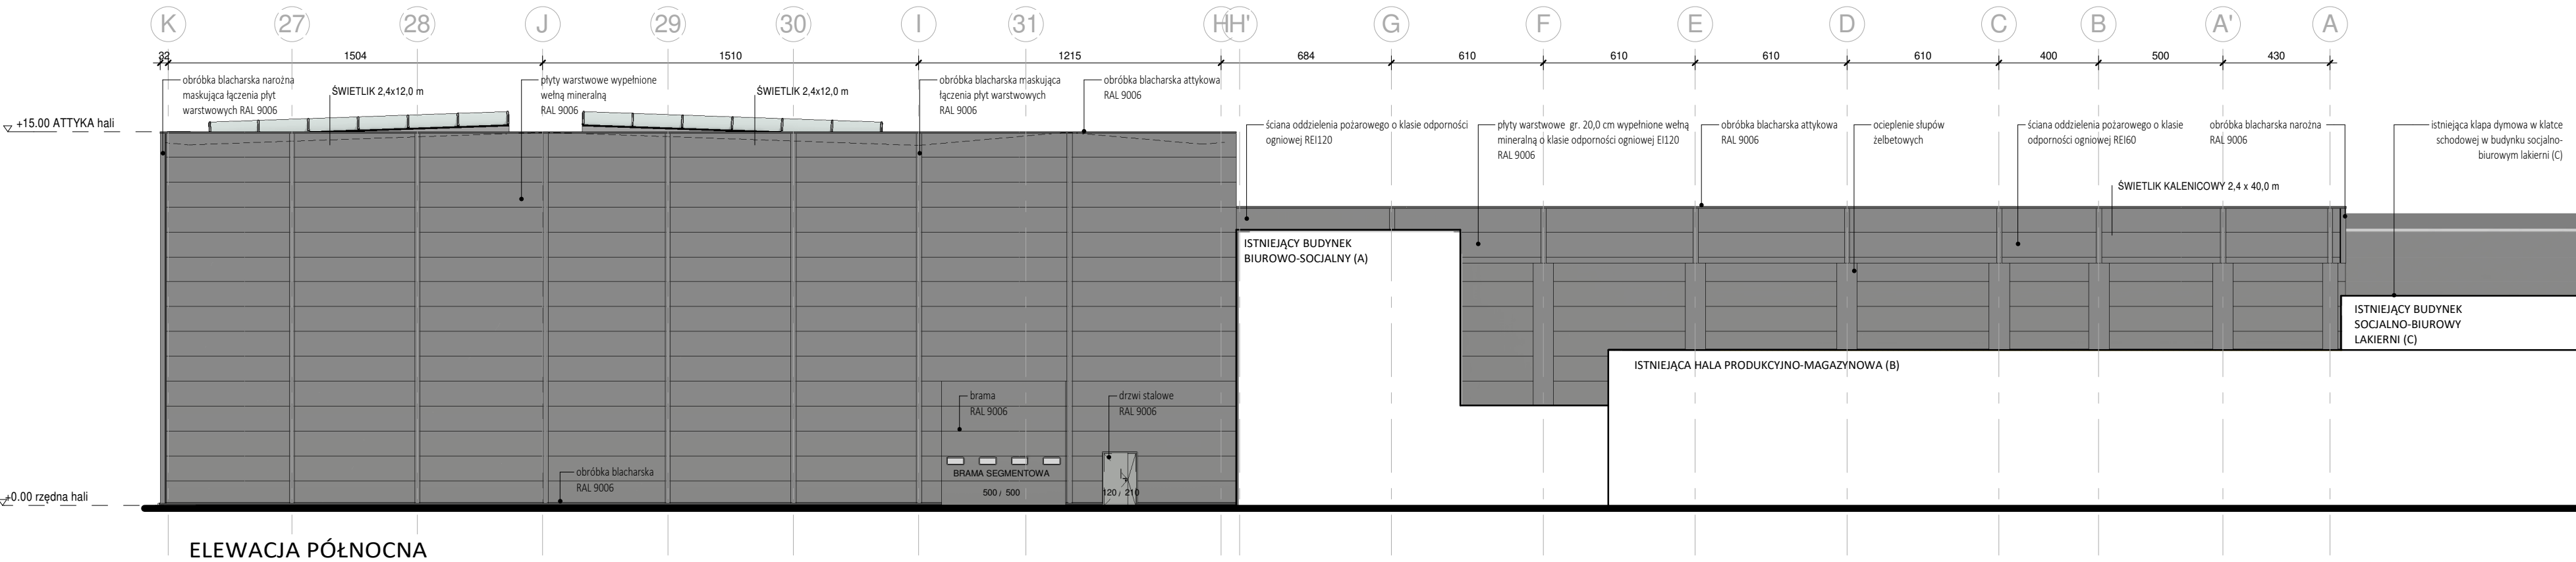 K 27 28 J 29 30 I 31 H H' G F E D C B A' A
32 1504 1510 1215 684 610 610 610 610 400 500 430
obróbka blacharska narożna
maskująca łączenia płyt
warstwowych RAL 9006
ŚWIETLIK 2,4x12,0 m
płyty warstwowe wypełnione
wełną mineralną
RAL 9006
ŚWIETLIK 2,4x12,0 m
obróbka blacharska maskująca
łączenia płyt warstwowych
RAL 9006
obróbka blacharska attykowa
RAL 9006
+15.00 ATTYKA hali
ściana oddzielenia pożarowego o klasie odporności
ogniowej REI120
płyty warstwowe gr. 20,0 cm wypełnione wełną
mineralną o klasie odporności ogniowej EI120
RAL 9006
obróbka blacharska attykowa
RAL 9006
ocieplenie słupów
żelbetowych
ściana oddzielenia pożarowego o klasie
odporności ogniowej REI60
obróbka blacharska narożna
RAL 9006
istniejąca klapa dymowa w klatce
schodowej w budynku socjalno-
biurowym lakierni (C)
ŚWIETLIK KALENICOWY 2,4 x 40,0 m
ISTNIEJĄCY BUDYNEK
BIUROWO-SOCJALNY (A)
ISTNIEJĄCY BUDYNEK
SOCJALNO-BIUROWY
LAKIERNI (C)
ISTNIEJĄCA HALA PRODUKCYJNO-MAGAZYNOWA (B)
brama
RAL 9006
drzwi stalowe
RAL 9006
obróbka blacharska
RAL 9006
BRAMA SEGMENTOWA
500 / 500
120 / 210
+0.00 rzędna hali
ELEWACJA PÓŁNOCNA